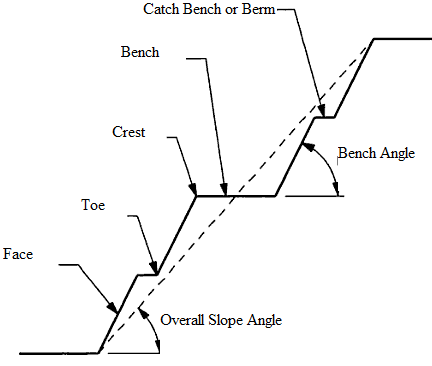 Catch Bench or Berm
Bench
Crest
Bench Angle
Toe
Face
Overall Slope Angle